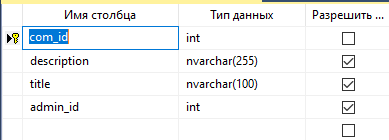 Имя столбца Тип данных Разрешить ...
com_id int
description nvarchar(255)
title nvarchar(100)
admin_id int